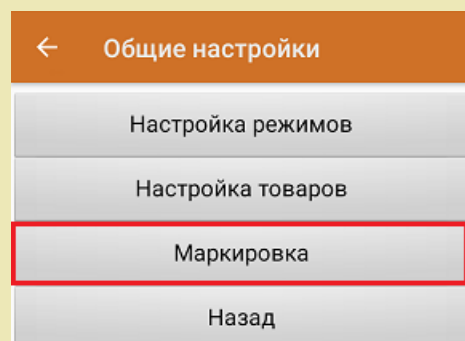 Общие настройки
Настройка режимов
Настройка товаров
Маркировка
Назад